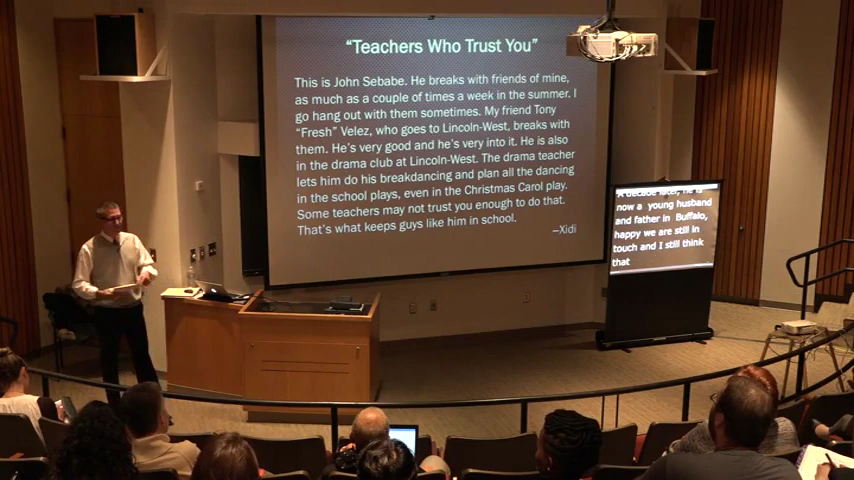 "Teachers Who Trust You"
This is John Sebabe. He breaks with friends of mine,
as much as a couple of times a week in the summer. I
go hang out with them sometimes. My friend Tony
"Fresh" Velez, who goes to Lincoln-West, breaks with
them. He's very good and he's very into it. He is also
in the drama club at Lincoln-West. The drama teacher
lets him do his breakdancing and plan all the dancing
in the school plays, even in the Christmas Carol play.
Some teachers may not trust you enough to do that.
That's what keeps guys like him in school.
–Xidi
A decade later, he is
now a young husband
and father in Buffalo,
happy we are still in
touch and I still think
that